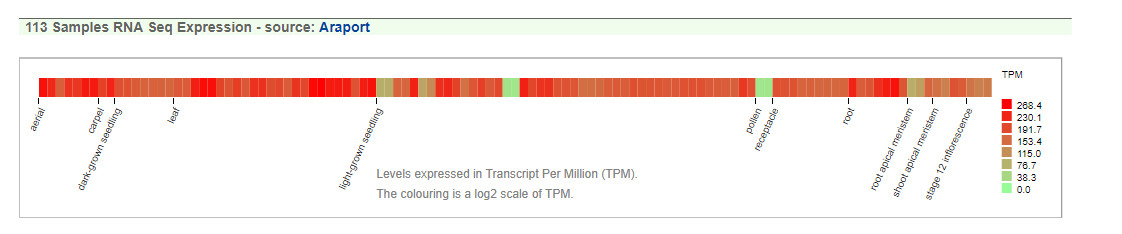 113 Samples RNA Seq Expression - source: Araport
TPM
268.4
230.1
191.7
153.4
115.0
76.7
38.3
0.0
aerial
carpel
dark-grown seedling
leaf
light-grown seedling
pollen
receptacle
root
root apical meristem
shoot apical meristem
stage 12 inflorescence
Levels expressed in Transcript Per Million (TPM).
The colouring is a log2 scale of TPM.